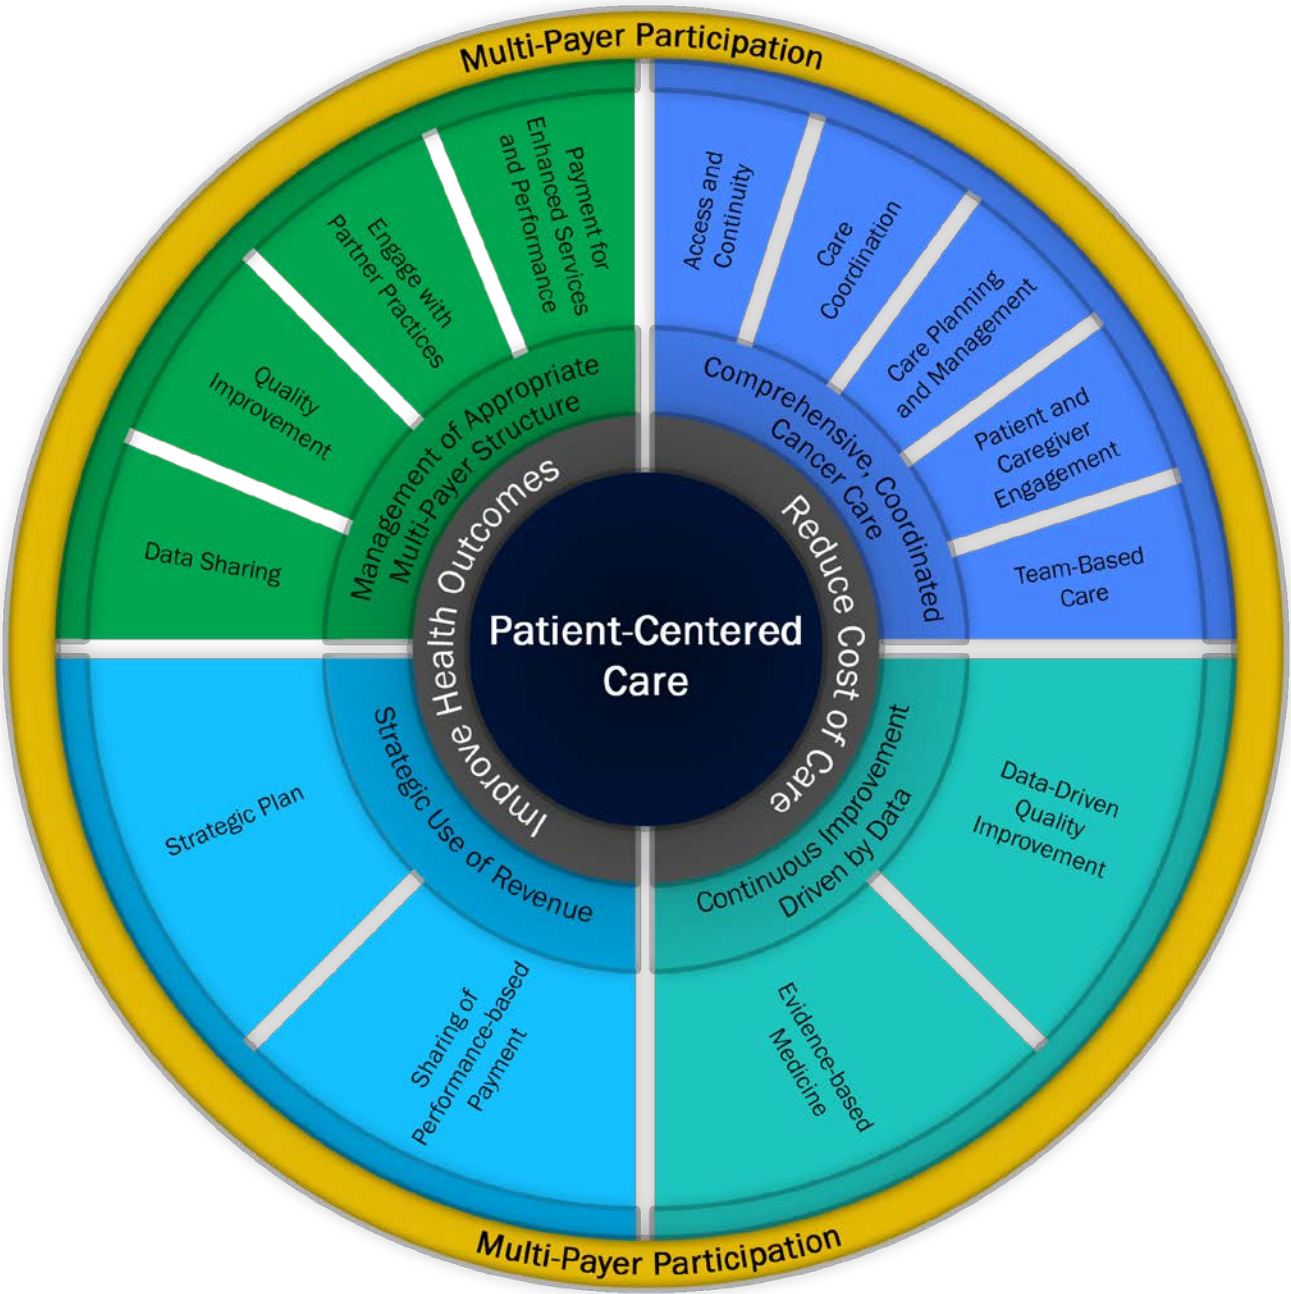 Multi-Payer Participation
Payment for
Enhanced Services
and Performance
Engage with
Partner Practices
Quality
Improvement
Data Sharing
Management of Appropriate
Multi-Payer Structure
Access and
Continuity
Care
Coordination
Care Planning
and Management
Patient and
Caregiver
Engagement
Team-Based
Care
Comprehensive, Coordinated
Cancer Care
Improve Health Outcomes
Reduce Cost of Care
Patient-Centered
Care
Strategic Use of Revenue
Strategic Plan
Sharing of
Performance-based
Payment
Continuous Improvement
Driven by Data
Data-Driven
Quality
Improvement
Evidence-based
Medicine
Multi-Payer Participation